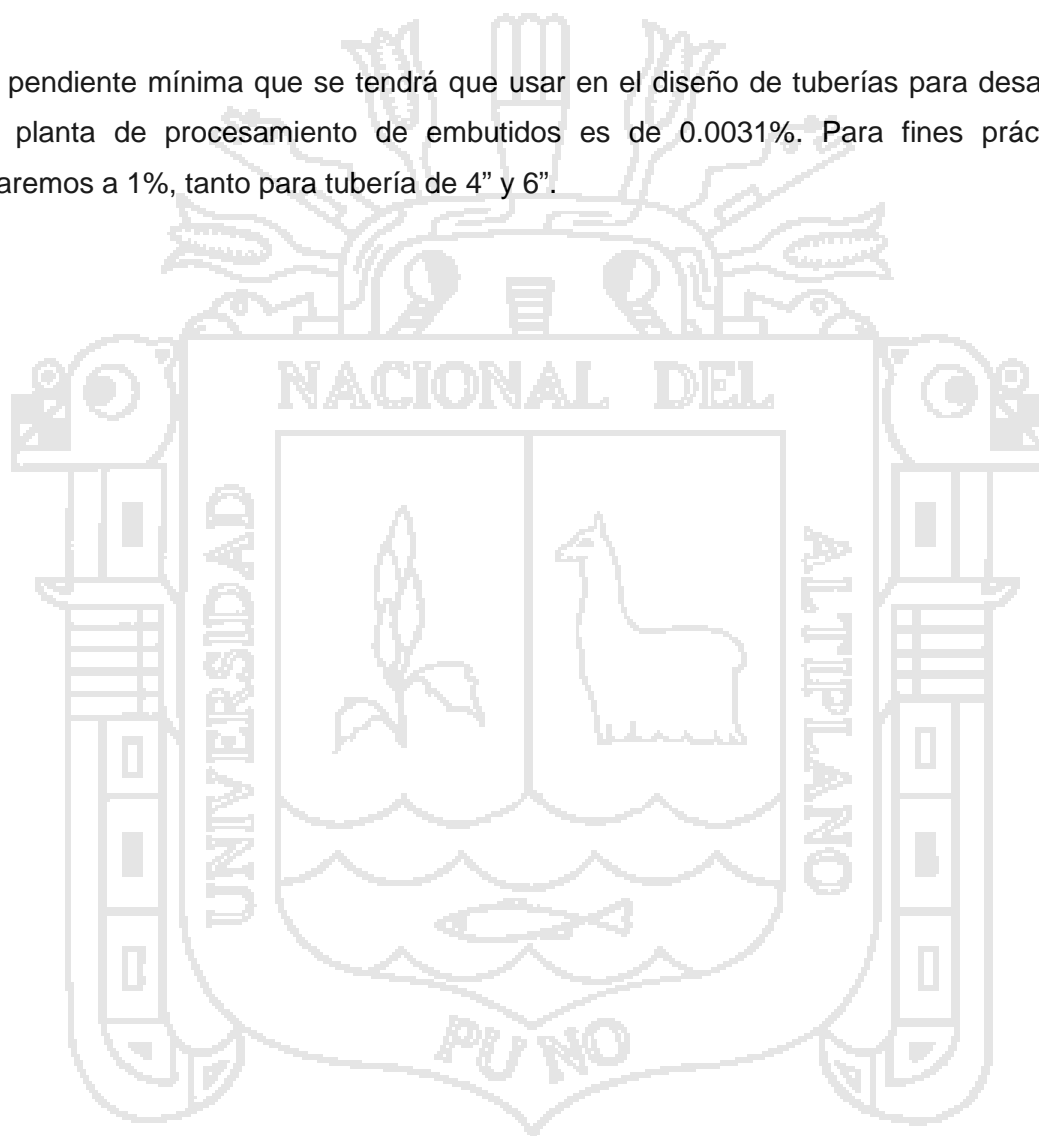 pendiente mínima que se tendrá que usar en el diseño de tuberías para desa
planta de procesamiento de embutidos es de 0.0031%. Para fines prác
aremos a 1%, tanto para tubería de 4” y 6”.
NACIONAL DEL
UNIVERSIDAD
ALTIPLANO
PUNO